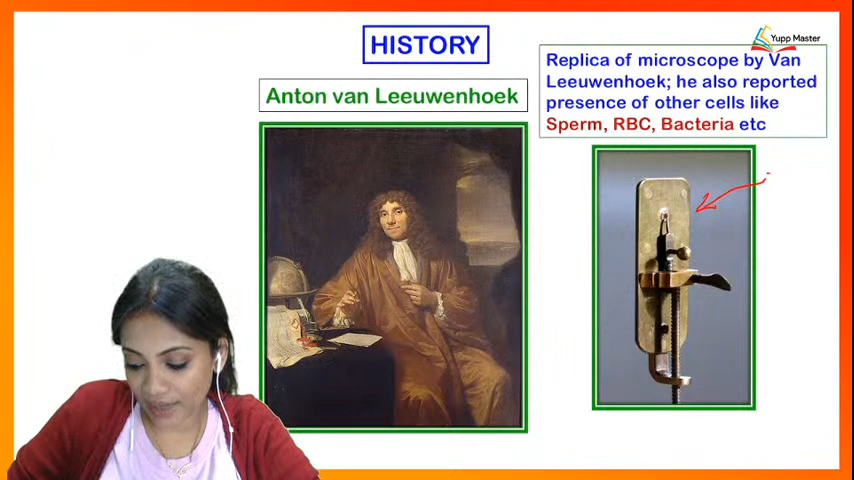 HISTORY
Yupp Master
Anton van Leeuwenhoek
Replica of microscope by Van
Leeuwenhoek; he also reported
presence of other cells like
Sperm, RBC, Bacteria etc